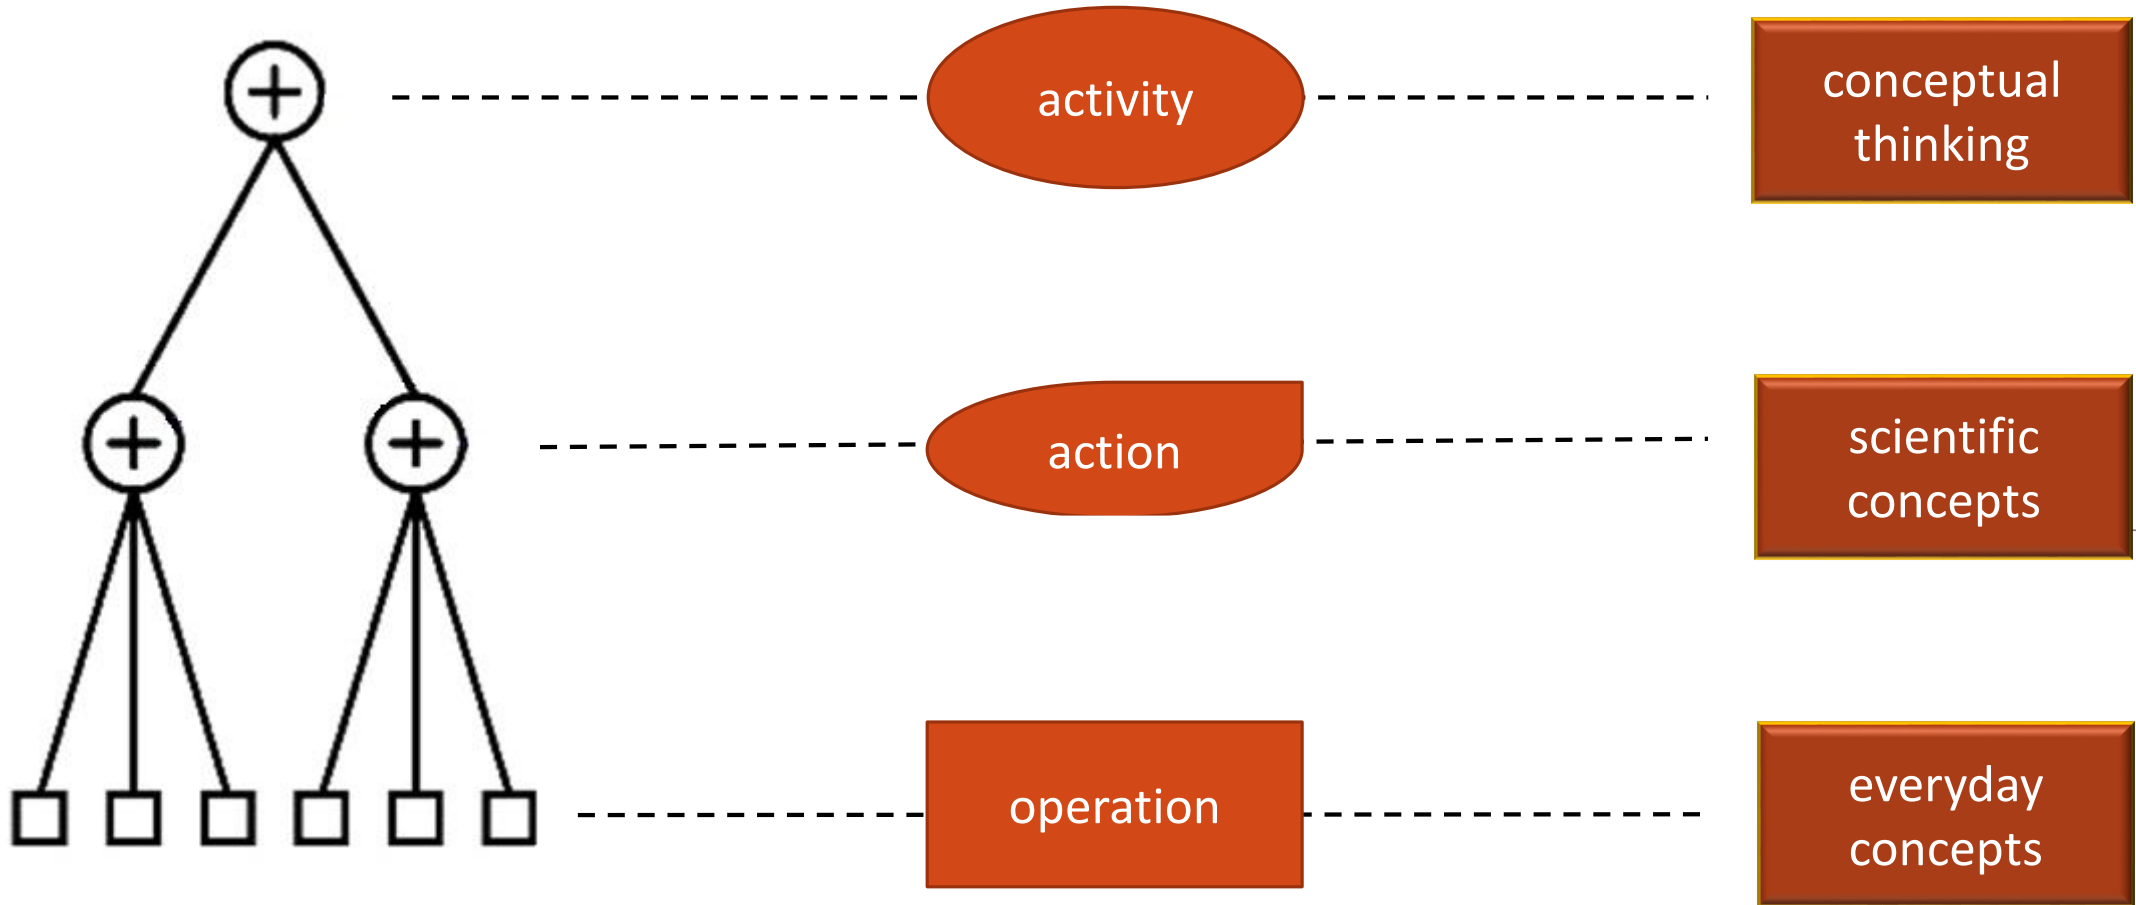 activity
conceptual
thinking
action
scientific
concepts
operation
everyday
concepts